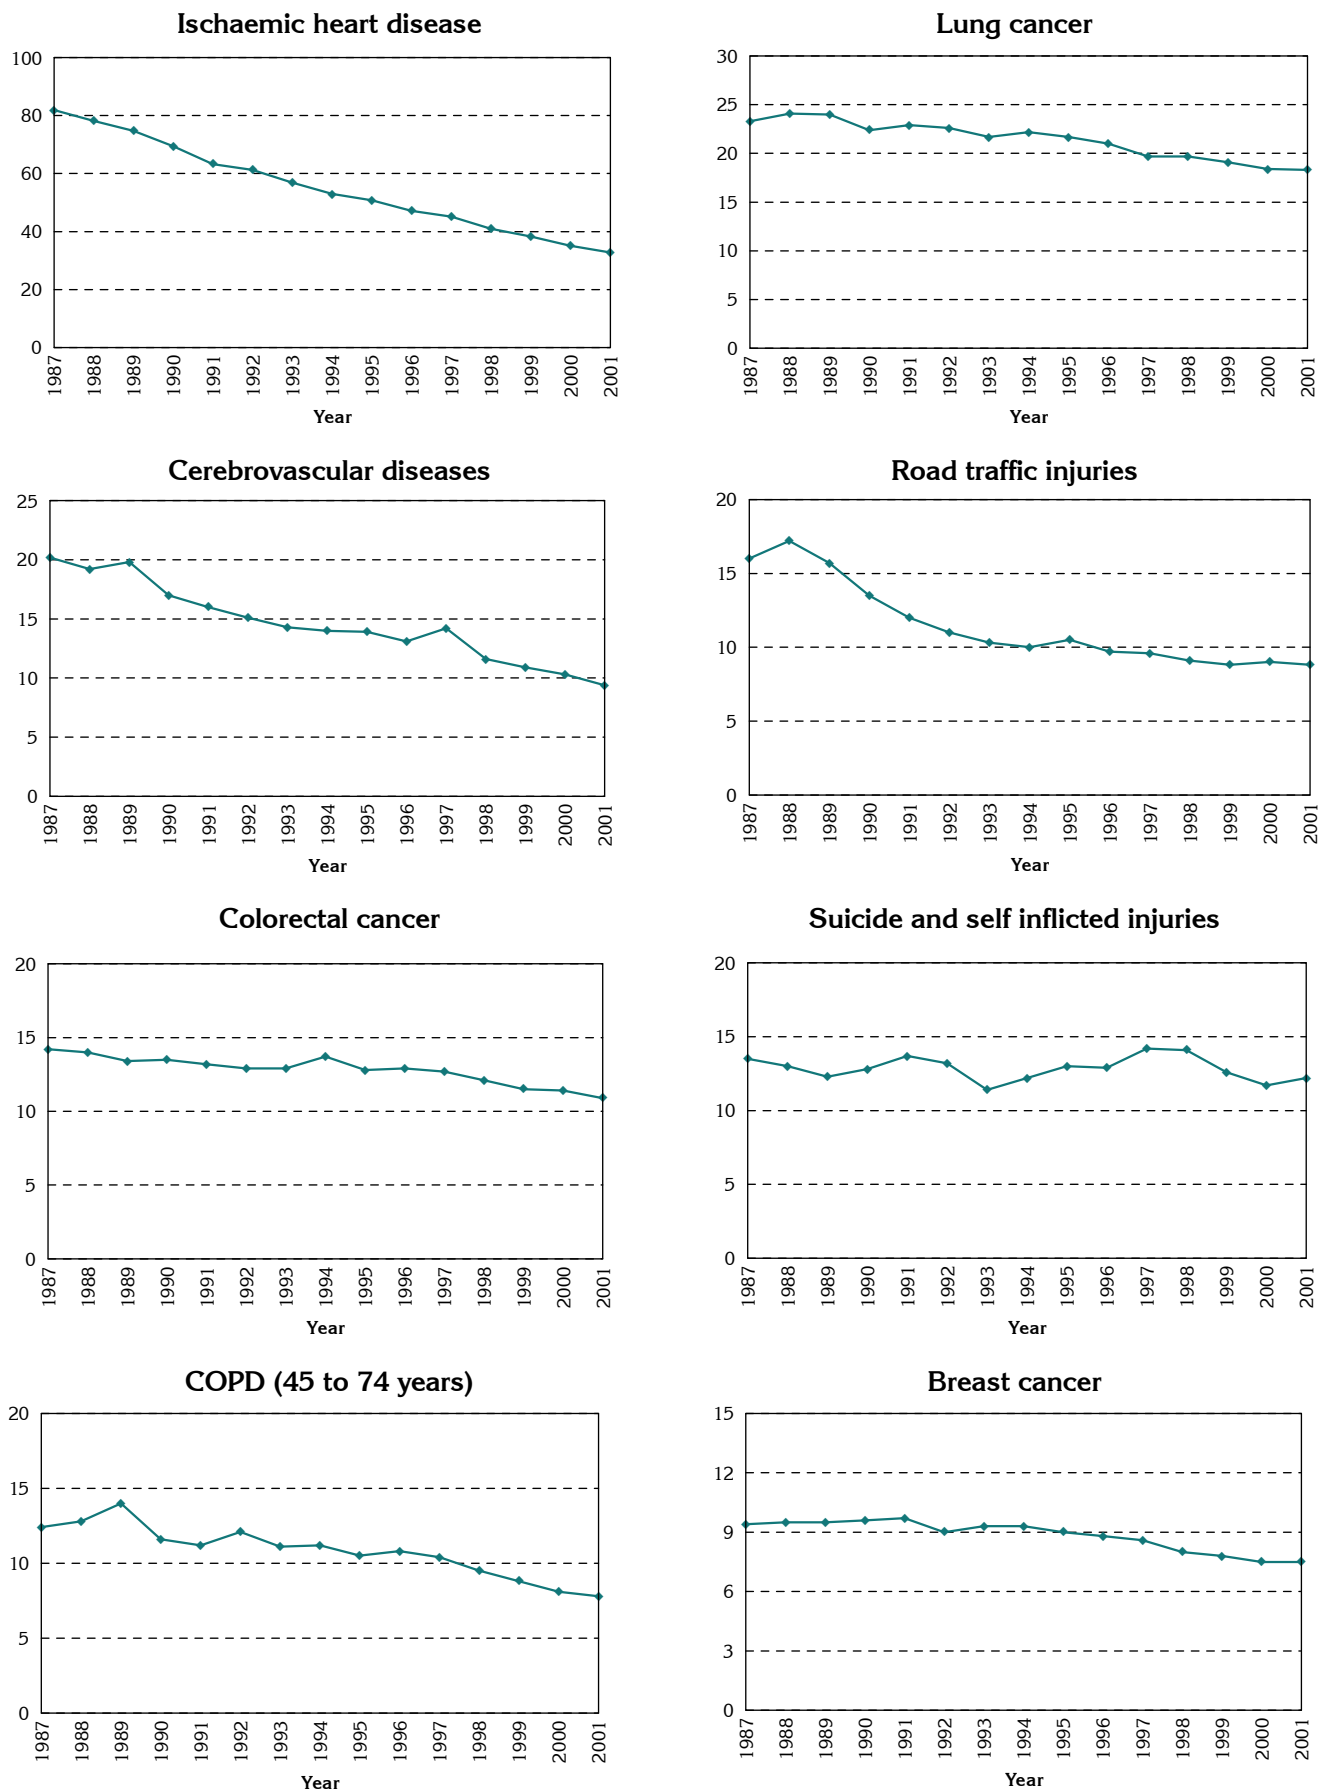 Ischaemic heart disease
100
80
60
40
20
0
1987 1988 1989 1990 1991 1992 1993 1994 1995 1996 1997 1998 1999 2000 2001
Year
Lung cancer
30
25
20
15
10
5
0
1987 1988 1989 1990 1991 1992 1993 1994 1995 1996 1997 1998 1999 2000 2001
Year
Cerebrovascular diseases
25
20
15
10
5
0
1987 1988 1989 1990 1991 1992 1993 1994 1995 1996 1997 1998 1999 2000 2001
Year
Road traffic injuries
20
15
10
5
0
1987 1988 1989 1990 1991 1992 1993 1994 1995 1996 1997 1998 1999 2000 2001
Year
Colorectal cancer
20
15
10
5
0
1987 1988 1989 1990 1991 1992 1993 1994 1995 1996 1997 1998 1999 2000 2001
Year
Suicide and self inflicted injuries
20
15
10
5
0
1987 1988 1989 1990 1991 1992 1993 1994 1995 1996 1997 1998 1999 2000 2001
Year
COPD (45 to 74 years)
20
15
10
5
0
1987 1988 1989 1990 1991 1992 1993 1994 1995 1996 1997 1998 1999 2000 2001
Year
Breast cancer
15
12
9
6
3
0
1987 1988 1989 1990 1991 1992 1993 1994 1995 1996 1997 1998 1999 2000 2001
Year